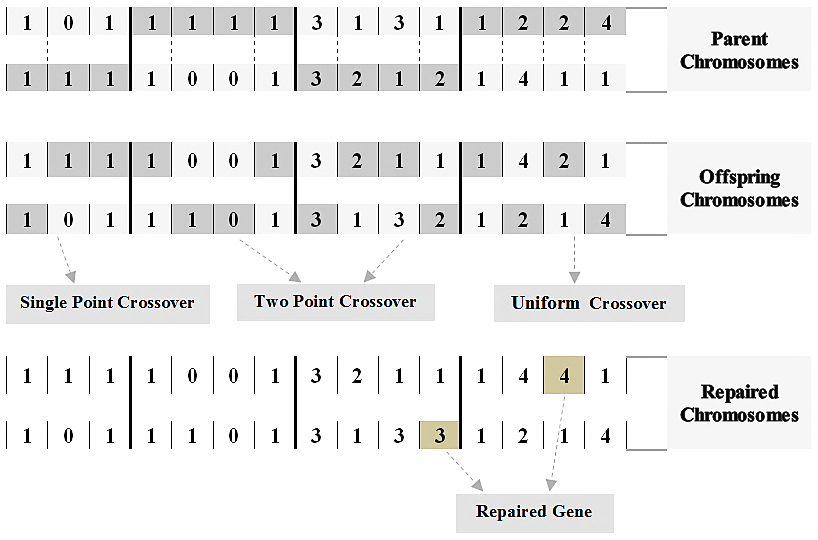 1 0 1 1 1 1 1 3 1 3 1 1 2 2 4
Parent
Chromosomes
1 1 1 1 0 0 1 3 2 1 2 1 4 1 1
1 1 1 1 0 0 1 3 2 1 1 1 4 2 1
Offspring
Chromosomes
1 0 1 1 1 0 1 3 1 3 2 1 2 1 4
Single Point Crossover
Two Point Crossover
Uniform Crossover
1 1 1 1 0 0 1 3 2 1 1 1 4 4 1
Repaired
Chromosomes
1 0 1 1 1 0 1 3 1 3 3 1 2 1 4
Repaired Gene